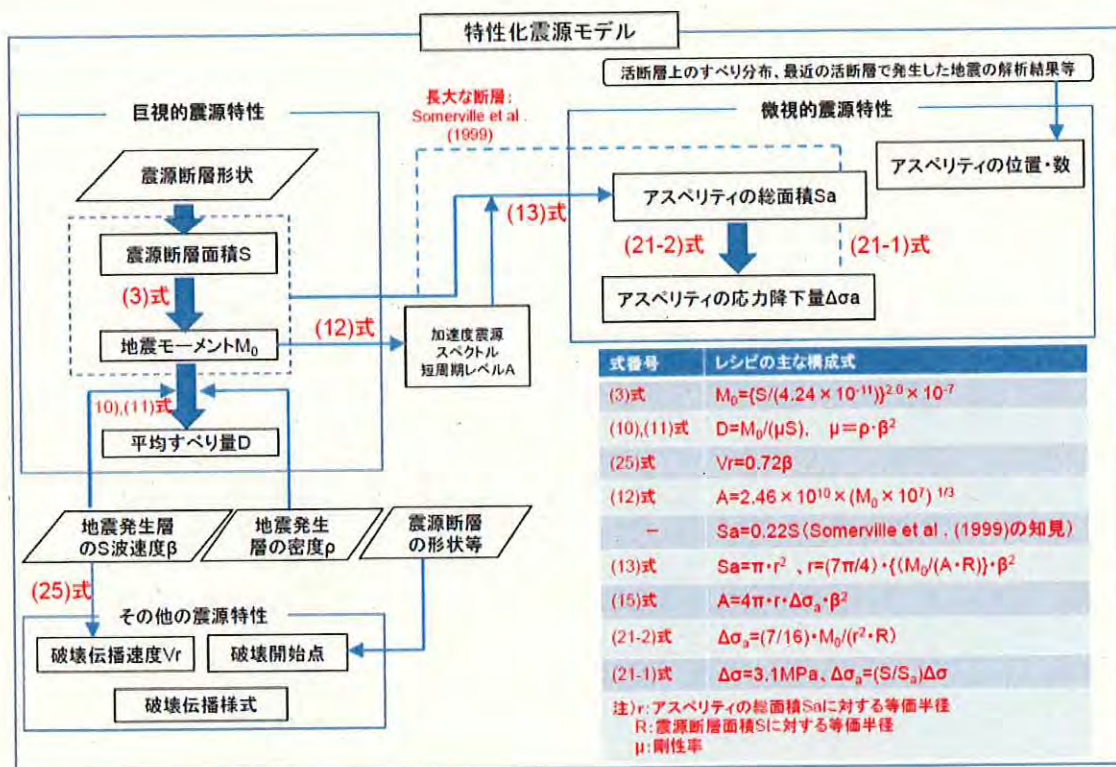 特性化震源モデル
活断層上のすべり分布、最近の活断層で発生した地震の解析結果等
長大な断層:
Somerville et al .
(1999)
巨視的震源特性
震源断層形状
震源断層面積S
(3)式
地震モーメントM₀
10),(11)式
平均すべり量D
(12)式
加速度震源
スペクトル
短周期レベルA
(13)式
微視的震源特性
アスペリティの位置・数
アスペリティの総面積Sa
(21-2)式
(21-1)式
アスペリティの応力降下量Δσa
地震発生層
のS波速度β
地震発生
層の密度ρ
震源断層
の形状等
(25)式
その他の震源特性
破壊伝播速度Vr
破壊開始点
破壊伝播様式
式番号 レシピの主な構成式
(3)式 M₀={S/(4.24×10⁻¹¹)}²·⁰×10⁻⁷
(10),(11)式 D=M₀/(μS)、 μ=ρ・β²
(25)式 Vr=0.72β
(12)式 A=2.46×10¹⁰×(M₀×10⁷)¹/³
－ Sa=0.22S(Somerville et al . (1999)の知見)
(13)式 Sa=π・r² 、r=(7π/4)・{(M₀/(A・R)}・β²
(15)式 A=4π・r・Δσₐ・β²
(21-2)式 Δσₐ=(7/16)・M₀/(r²・R)
(21-1)式 Δσ=3.1MPa、Δσₐ=(S/Sₐ)Δσ
注)r:アスペリティの総面積Saに対する等価半径
R:震源断層面積Sに対する等価半径
μ:剛性率